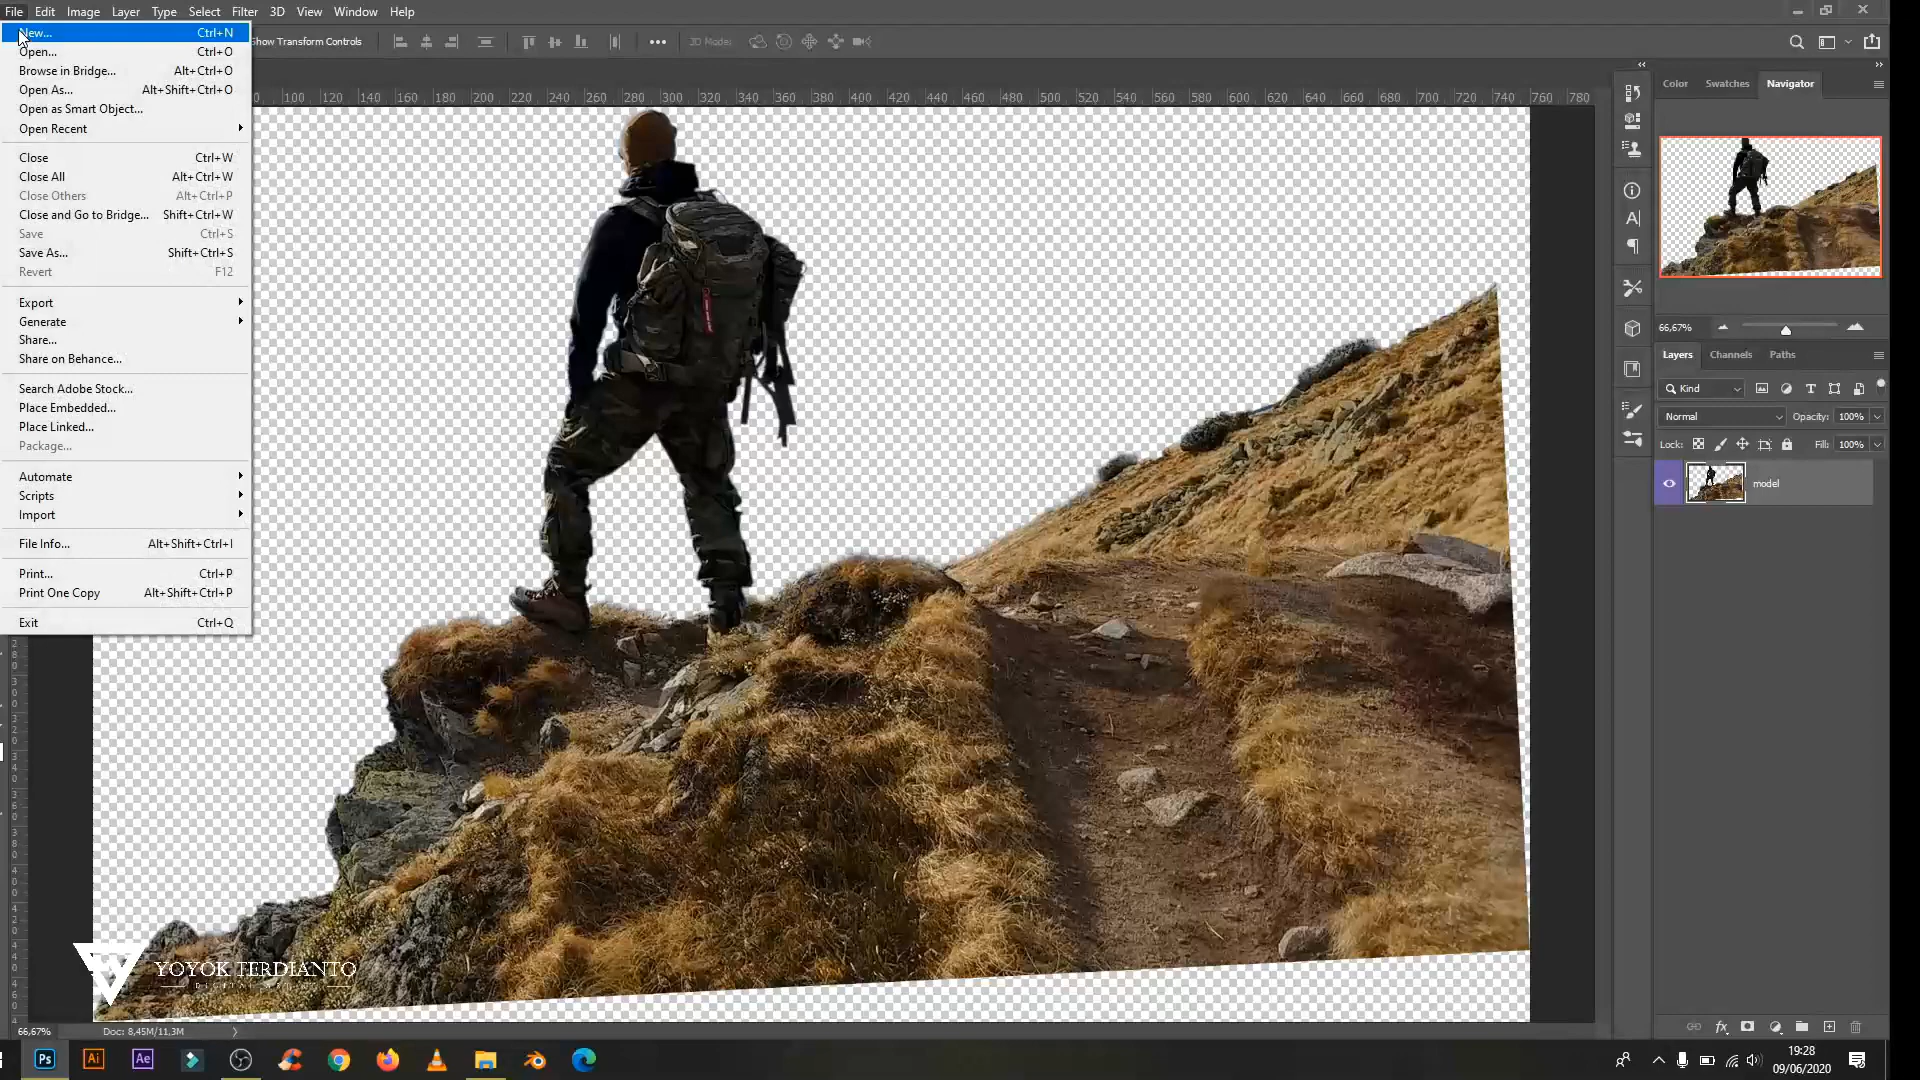 File Edit Image Layer Type Select Filter 3D View Window Help
New... Ctrl+N
Show Transform Controls
3D Mode:
Open... Ctrl+O
Browse in Bridge... Alt+Ctrl+O
Open As... Alt+Shift+Ctrl+O
Open as Smart Object...
Open Recent
Close Ctrl+W
Close All Alt+Ctrl+W
Close Others Alt+Ctrl+P
Close and Go to Bridge... Shift+Ctrl+W
Save Ctrl+S
Save As... Shift+Ctrl+S
Revert F12
Export
Generate
Share...
Share on Behance...
Search Adobe Stock...
Place Embedded...
Place Linked...
Package...
Automate
Scripts
Import
File Info... Alt+Shift+Ctrl+I
Print... Ctrl+P
Print One Copy Alt+Shift+Ctrl+P
Exit Ctrl+Q
100 120 140 160 180 200 220 240 260 280 300 320 340 360 380 400 420 440 460 480 500 520 540 560 580 600 620 640 660 680 700 720 740 760 780
Color Swatches Navigator
66,67%
Layers Channels Paths
Kind
Normal Opacity: 100%
Lock: Fill: 100%
model
YOYOK TERDIANTO
66,67% Doc: 8,45M/11,3M
Ps Ai Ae
19:28
09/06/2020